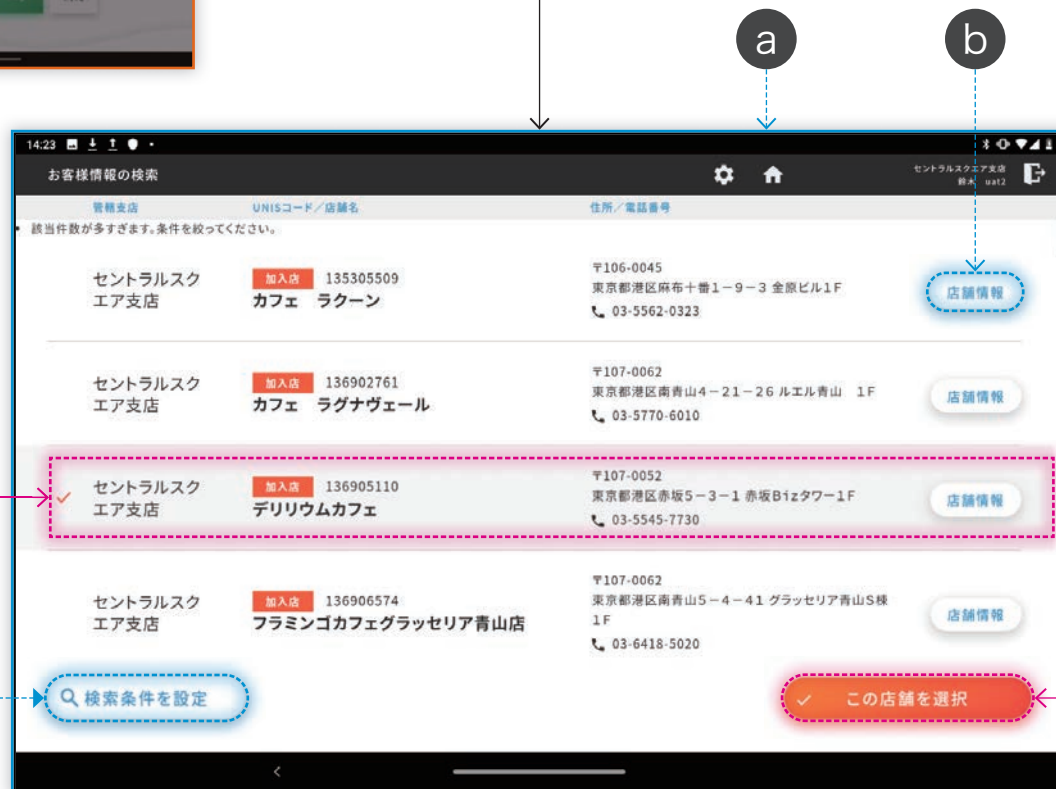 a
b
14:23
お客様情報の検索
セントラルスクエア支店
鈴木 uat2
管轄支店
UNISコード／店舗名
住所／電話番号
• 該当件数が多すぎます。条件を絞ってください。
セントラルスク
エア支店
加入店 135305509
カフェ　ラクーン
〒106-0045
東京都港区麻布十番1－9－3 金原ビル1F
03-5562-0323
店舗情報
セントラルスク
エア支店
加入店 136902761
カフェ　ラグナヴェール
〒107-0062
東京都港区南青山4－21－26 ルエル青山　1F
03-5770-6010
店舗情報
セントラルスク
エア支店
加入店 136905110
デリリウムカフェ
〒107-0052
東京都港区赤坂5－3－1 赤坂Bizタワー1F
03-5545-7730
店舗情報
セントラルスク
エア支店
加入店 136906574
フラミンゴカフェグラッセリア青山店
〒107-0062
東京都港区南青山5－4－41 グラッセリア青山S棟
1F
03-6418-5020
店舗情報
検索条件を設定
この店舗を選択